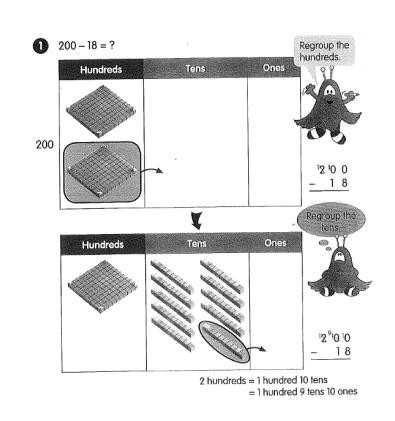 1 200 – 18 = ?
Regroup the
hundreds.
Hundreds Tens Ones
200
¹2 ¹0 0
– 1 8
Regroup the
tens.
Hundreds Tens Ones
¹2 ⁹¹0 ¹0
– 1 8
2 hundreds = 1 hundred 10 tens
= 1 hundred 9 tens 10 ones